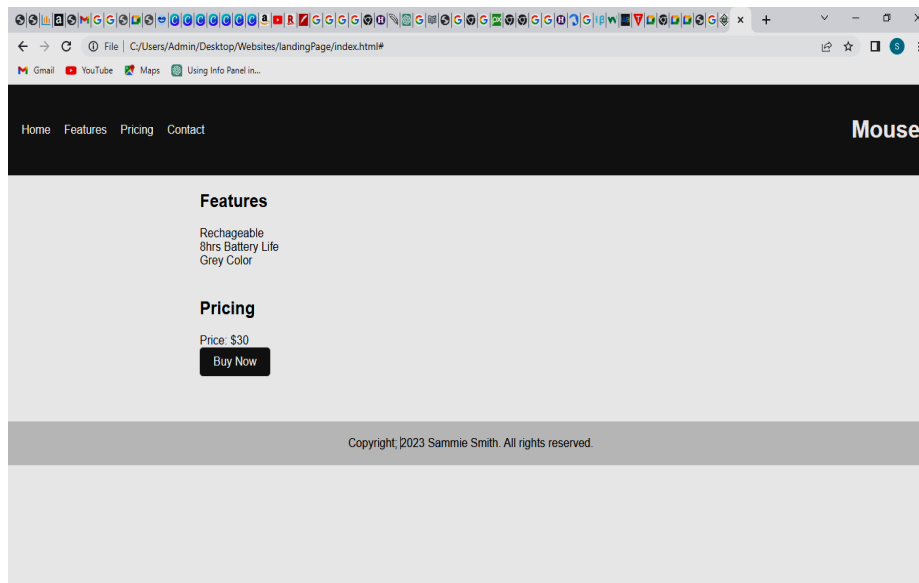 File | C:/Users/Admin/Desktop/Websites/landingPage/index.html#
Gmail YouTube Maps Using Info Panel in...
Home Features Pricing Contact Mouse
Features
Rechageable
8hrs Battery Life
Grey Color
Pricing
Price: $30
Buy Now
Copyright; 2023 Sammie Smith. All rights reserved.